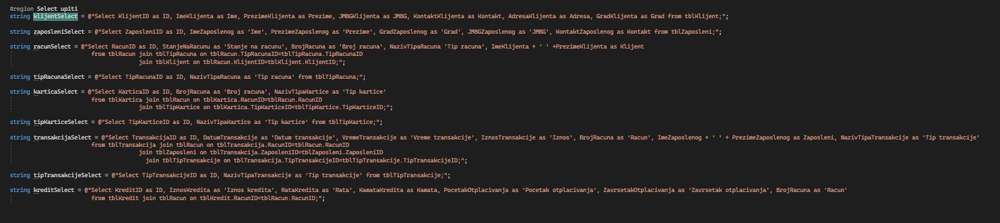 #region Select upiti
string klijentSelect = @"Select KlijentID as ID, ImeKlijenta as Ime, PrezimeKlijenta as Prezime, JMBGKlijenta as JMBG, KontaktKlijenta as Kontakt, AdresaKlijenta as Adresa, GradKlijenta as Grad from tblKlijent;";
string zaposleniSelect = @"Select ZaposleniID as ID, ImeZaposlenog as 'Ime', PrezimeZaposlenog as 'Prezime', GradZaposlenog as 'Grad', JMBGZaposlenog as 'JMBG', KontaktZaposlenog as Kontakt from tblZaposleni;";
string racunSelect = @"Select RacunID as ID, StanjeNaRacunu as 'Stanje na racunu', BrojRacuna as 'Broj racuna', NazivTipaRacuna 'Tip racuna', ImeKlijenta + ' ' +PrezimeKlijenta as Klijent
from tblRacun join tblTipRacuna on tblRacun.TipRacunaID=tblTipRacuna.TipRacunaID
join tblKlijent on tblRacun.KlijentID=tblKlijent.KlijentID;";
string tipRacunaSelect = @"Select TipRacunaID as ID, NazivTipaRacuna as 'Tip racuna' from tblTipRacuna;";
string karticaSelect = @"Select KarticaID as ID, BrojRacuna as 'Broj racuna', NazivTipaKartice as 'Tip kartice'
from tblKartica join tblRacun on tblKartica.RacunID=tblRacun.RacunID
join tblTipKartice on tblKartica.TipKarticeID=tblTipKartice.TipKarticeID;";
string tipKarticeSelect = @"Select TipKarticeID as ID, NazivTipaKartice as 'Tip kartice' from tblTipKartice;";
string transakcijaSelect = @"Select TransakcijaID as ID, DatumTransakcije as 'Datum transakcije', VremeTransakcije as 'Vreme transakcije', IznosTransakcije as 'Iznos', BrojRacuna as 'Racun', ImeZaposlenog + ' ' + PrezimeZaposlenog as Zaposleni, NazivTipaTransakcije as 'Tip transakcije'
from tblTransakcija join tblRacun on tblTransakcija.RacunID=tblRacun.RacunID
join tblZaposleni on tblTransakcija.ZaposleniID=tblZaposleni.ZaposleniID
join tblTipTransakcije on tblTransakcija.TipTransakcijeID=tblTipTransakcije.TipTransakcijeID;";
string tipTransakcijeSelect = @"Select TipTransakcijeID as ID, NazivTipaTransakcije as 'Tip transakcije' from tblTipTransakcije;";
string kreditSelect = @"Select KreditID as ID, IznosKredita as 'Iznos kredita', RataKredita as 'Rata', KamataKredita as Kamata, PocetakOtplacivanja as 'Pocetak otplacivanja', ZavrsetakOtplacivanja as 'Zavrsetak otplacivanja', BrojRacuna as 'Racun'
from tblKredit join tblRacun on tblKredit.RacunID=tblRacun.RacunID;";